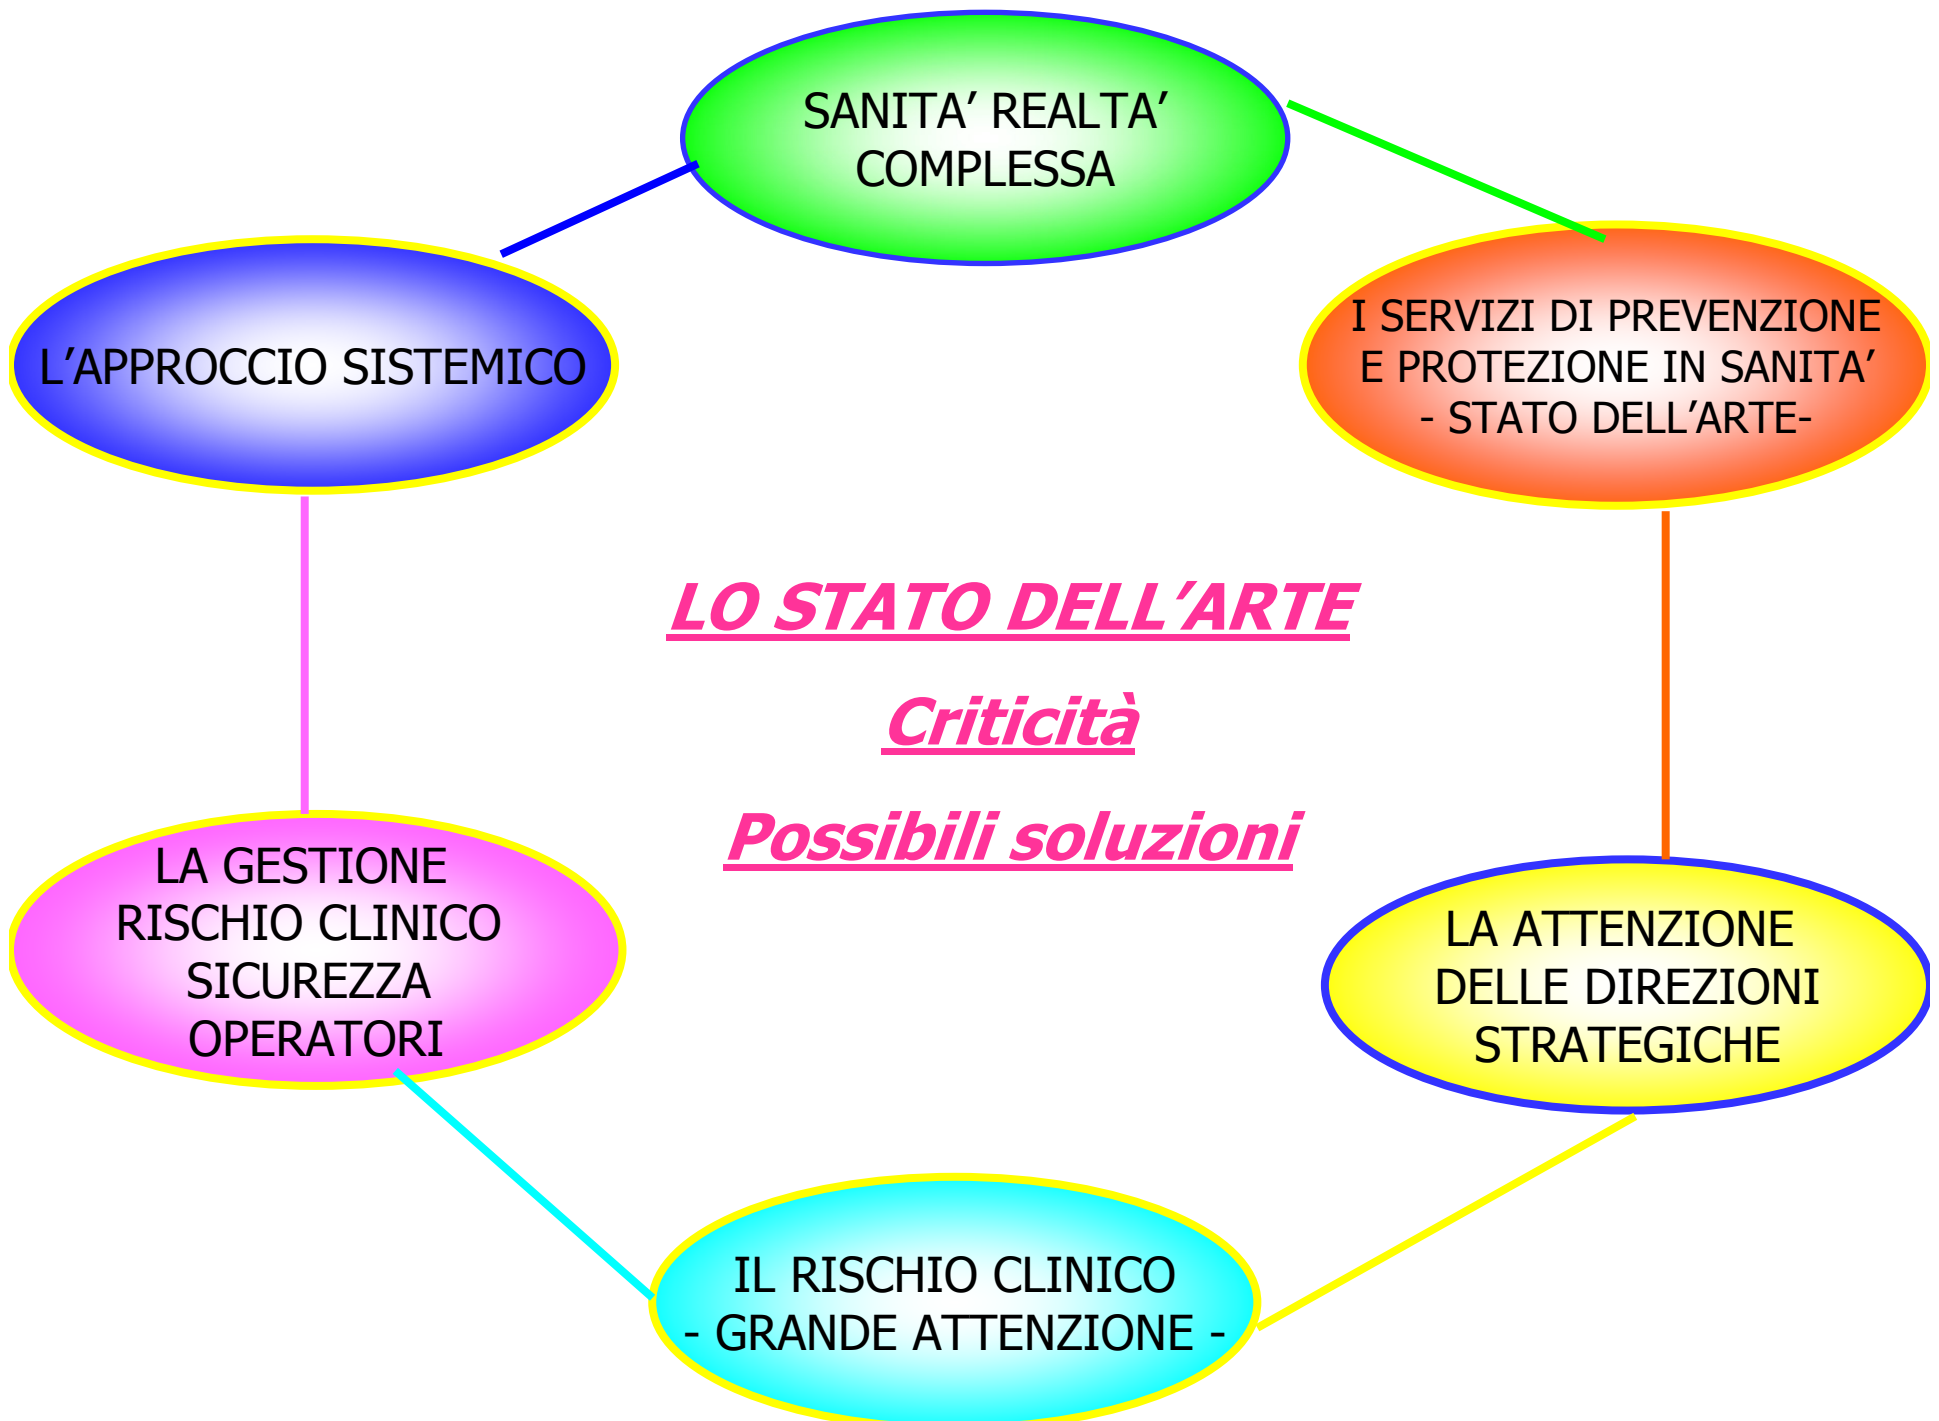 SANITA’ REALTA’
COMPLESSA
I SERVIZI DI PREVENZIONE
E PROTEZIONE IN SANITA’
- STATO DELL’ARTE-
L’APPROCCIO SISTEMICO
LO STATO DELL’ARTE
Criticità
Possibili soluzioni
LA GESTIONE
RISCHIO CLINICO
SICUREZZA
OPERATORI
LA ATTENZIONE
DELLE DIREZIONI
STRATEGICHE
IL RISCHIO CLINICO
- GRANDE ATTENZIONE -